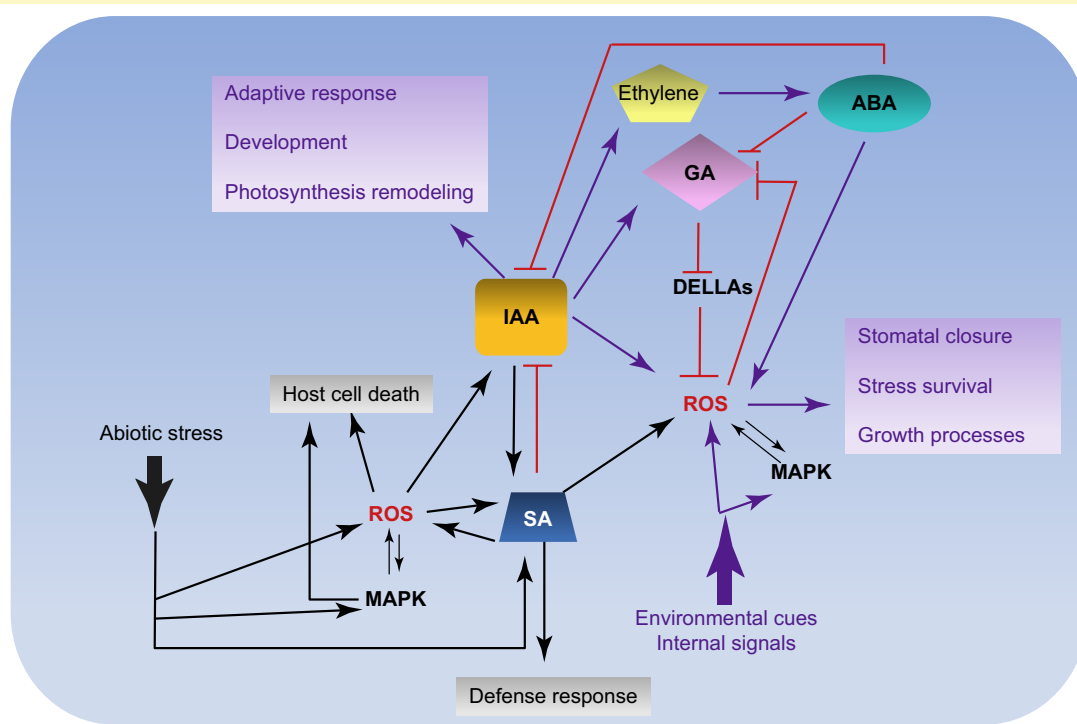 Adaptive response
Development
Photosynthesis remodeling
Ethylene
ABA
GA
DELLAs
IAA
Stomatal closure
Stress survival
Growth processes
Host cell death
ROS
Abiotic stress
MAPK
ROS
SA
MAPK
Environmental cues
Internal signals
Defense response